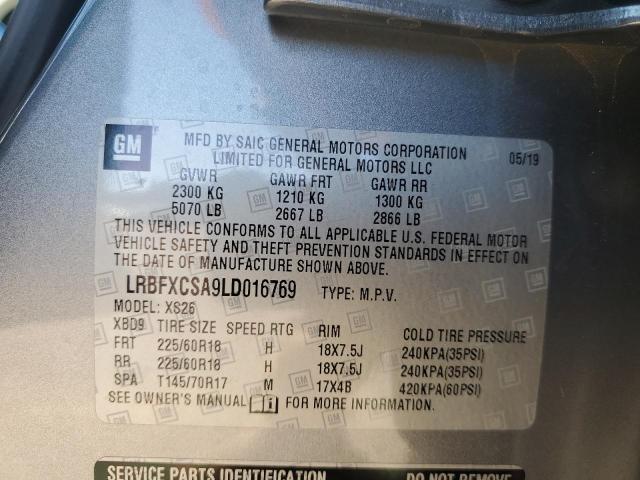 GM
MFD BY SAIC GENERAL MOTORS CORPORATION
LIMITED FOR GENERAL MOTORS LLC
05/19
GVWR GAWR FRT GAWR RR
2300 KG 1210 KG 1300 KG
5070 LB 2667 LB 2866 LB
THIS VEHICLE CONFORMS TO ALL APPLICABLE U.S. FEDERAL MOTOR
VEHICLE SAFETY AND THEFT PREVENTION STANDARDS IN EFFECT ON
THE DATE OF MANUFACTURE SHOWN ABOVE.
LRBFXCSA9LD016769 TYPE: M.P.V.
MODEL: XS26
XBD9 TIRE SIZE SPEED RTG RIM COLD TIRE PRESSURE
FRT 225/60R18 H 18X7.5J 240KPA(35PSI)
RR 225/60R18 H 18X7.5J 240KPA(35PSI)
SPA T145/70R17 M 17X4B 420KPA(60PSI)
SEE OWNER'S MANUAL FOR MORE INFORMATION.
SERVICE PARTS IDENTIFICATION DO NOT REMOVE